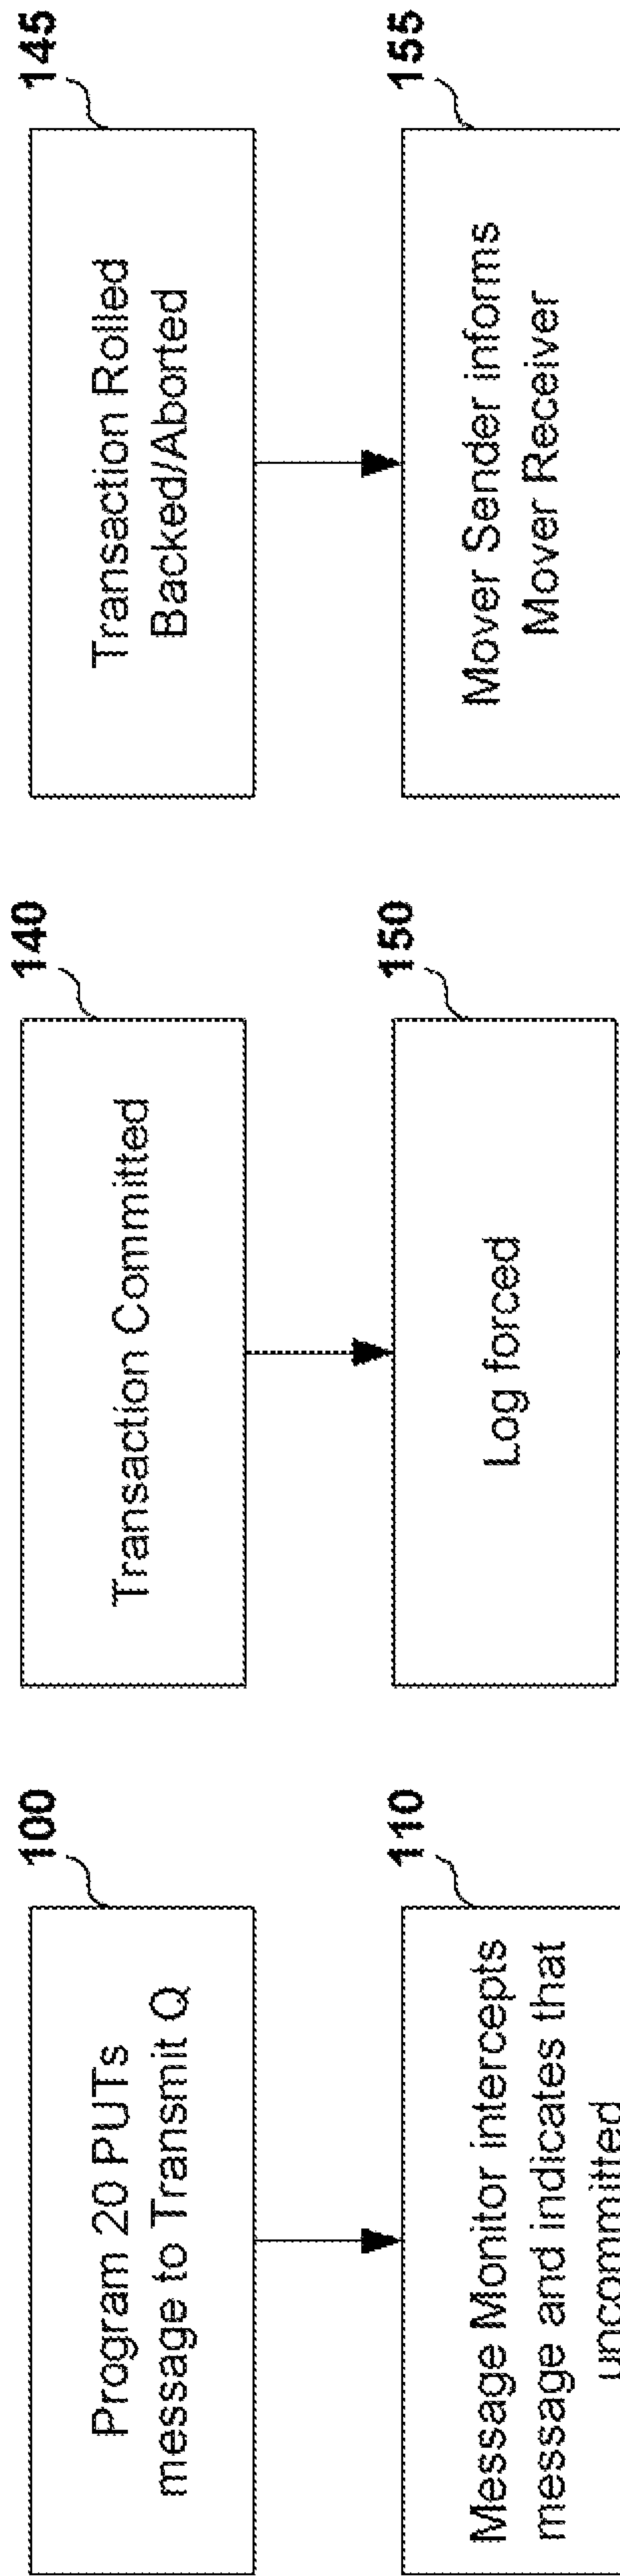 100
Program 20 PUTs
message to Transmit Q
110
Message Monitor intercepts
message and indicates that
uncommitted
140
Transaction Committed
150
Log forced
145
Transaction Rolled
Backed/Aborted
155
Mover Sender informs
Mover Receiver